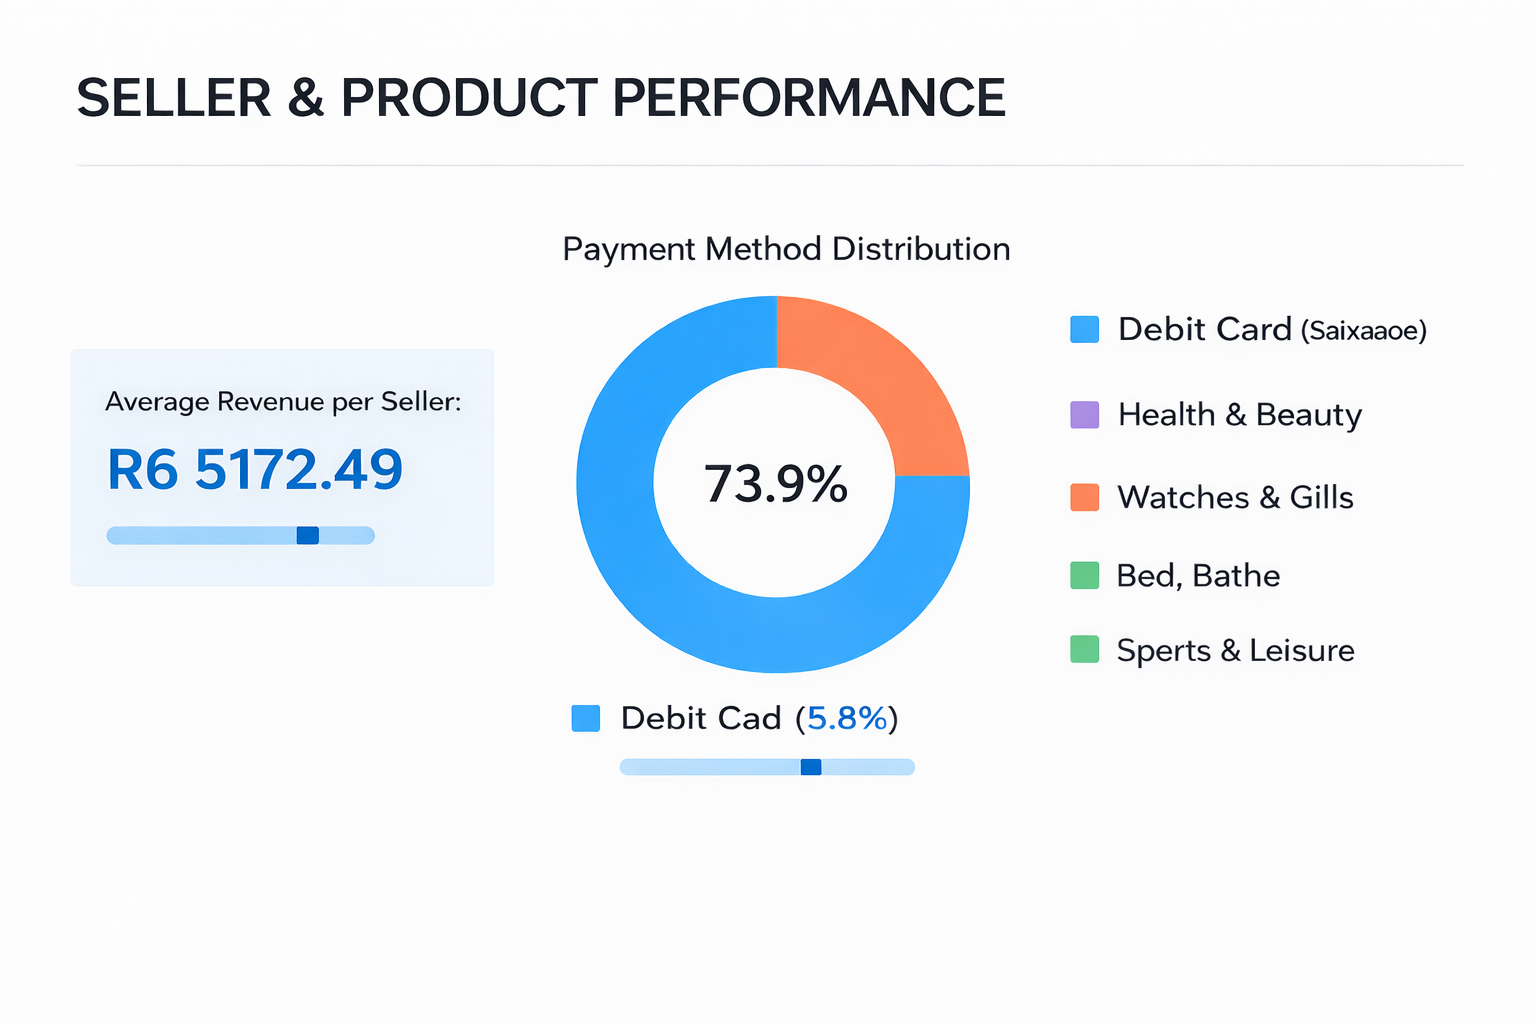 SELLER & PRODUCT PERFORMANCE
Average Revenue per Seller:
R6 5172.49
Payment Method Distribution
73.9%
Debit Cad (5.8%)
Debit Card (Saixaaoe)
Health & Beauty
Watches & Gills
Bed, Bathe
Sperts & Leisure